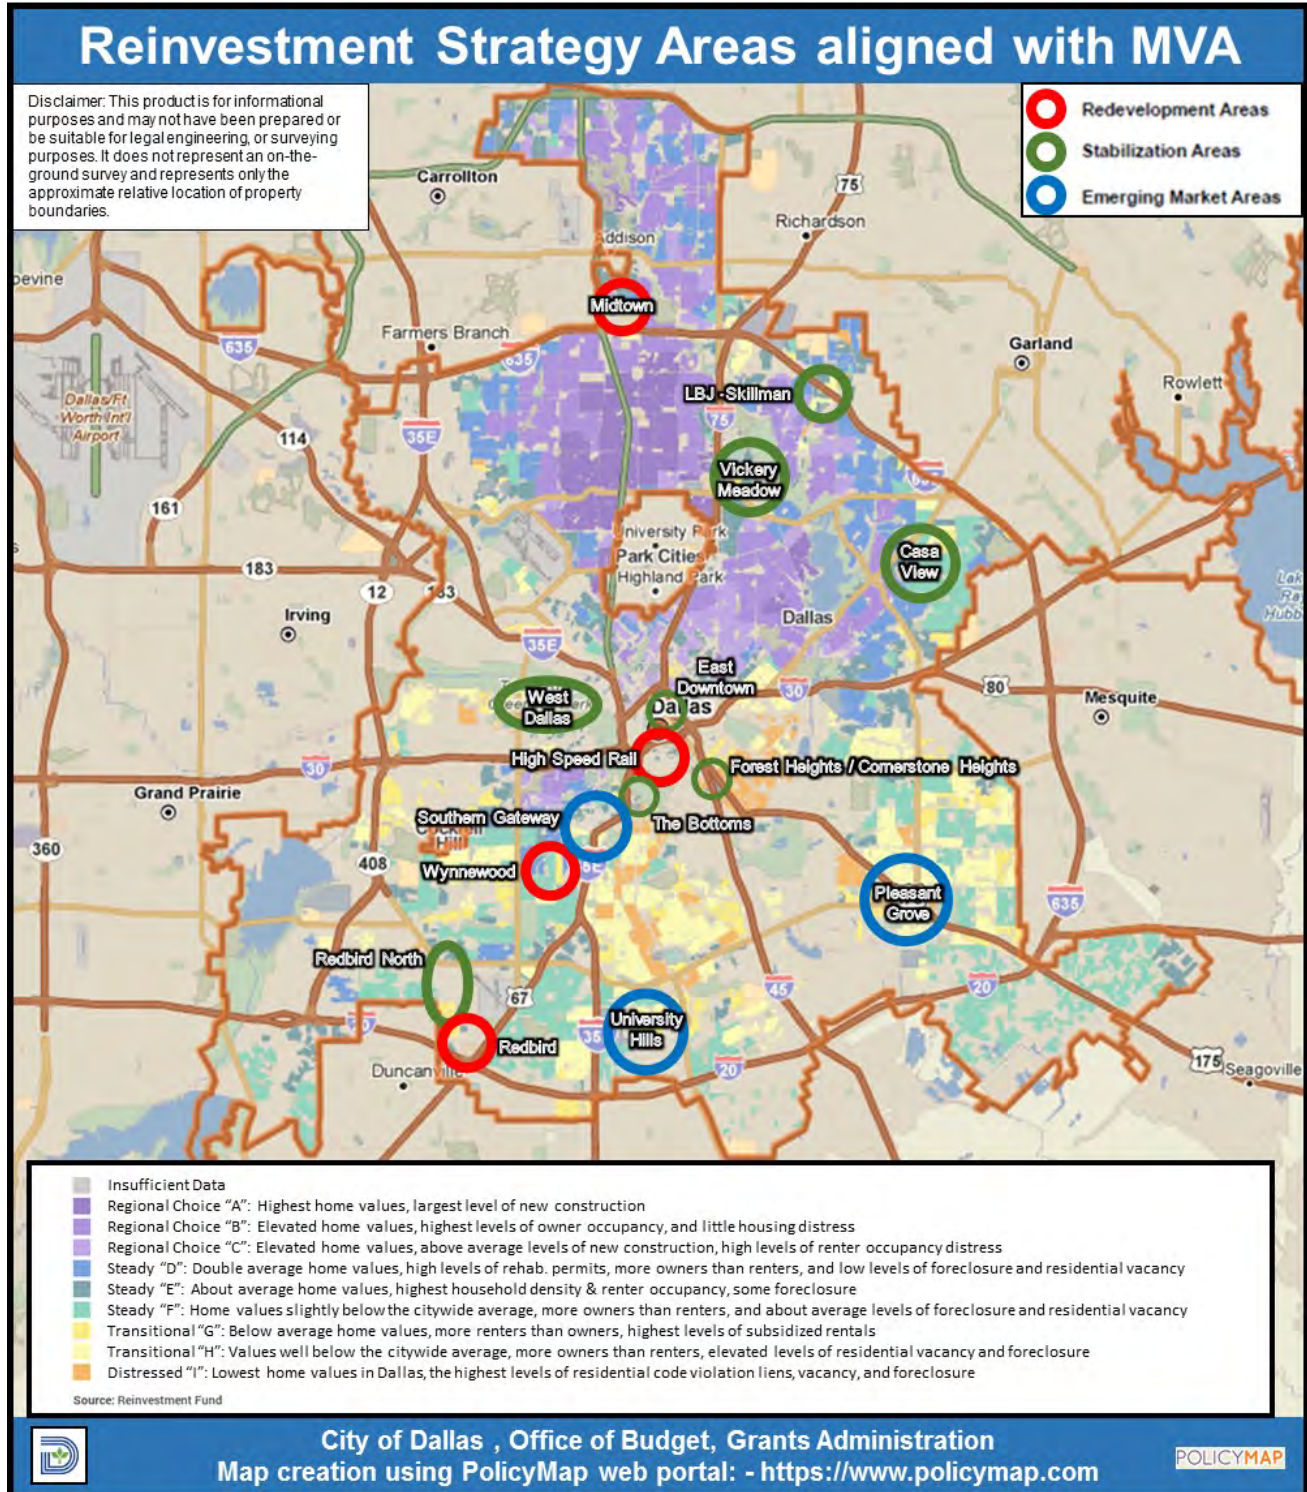 Reinvestment Strategy Areas aligned with MVA
Disclaimer: This product is for informational
purposes and may not have been prepared or
be suitable for legal engineering, or surveying
purposes. It does not represent an on-the-
ground survey and represents only the
approximate relative location of property
boundaries.
Redevelopment Areas
Stabilization Areas
Emerging Market Areas
Carrollton
75
Richardson
Addison
Midtown
Farmers Branch
635
635
Garland
Rowlett
Dallas/Ft
Worth Int'l
Airport
LBJ -Skillman
75
114
35E
Vickery
Meadow
161
University Park
Park Cities
Highland Park
Casa
View
183
12
183
Irving
Dallas
35E
East
Downtown
30
80
Mesquite
West
Dallas
Dallas
High Speed Rail
Forest Heights / Cornerstone Heights
30
Grand Prairie
Southern Gateway
The Bottoms
Cockrell
Hill
360
408
Wynnewood
Pleasant
Grove
635
Redbird North
67
45
20
University
Hills
35
Redbird
Duncanville
20
175
Seagoville
Insufficient Data
Regional Choice “A”: Highest home values, largest level of new construction
Regional Choice “B”: Elevated home values, highest levels of owner occupancy, and little housing distress
Regional Choice “C”: Elevated home values, above average levels of new construction, high levels of renter occupancy distress
Steady “D”: Double average home values, high levels of rehab. permits, more owners than renters, and low levels of foreclosure and residential vacancy
Steady “E”: About average home values, highest household density & renter occupancy, some foreclosure
Steady “F”: Home values slightly below the citywide average, more owners than renters, and about average levels of foreclosure and residential vacancy
Transitional “G”: Below average home values, more renters than owners, highest levels of subsidized rentals
Transitional “H”: Values well below the citywide average, more owners than renters, elevated levels of residential vacancy and foreclosure
Distressed “I”: Lowest home values in Dallas, the highest levels of residential code violation liens, vacancy, and foreclosure
Source: Reinvestment Fund
City of Dallas , Office of Budget, Grants Administration
Map creation using PolicyMap web portal: - https://www.policymap.com
POLICYMAP